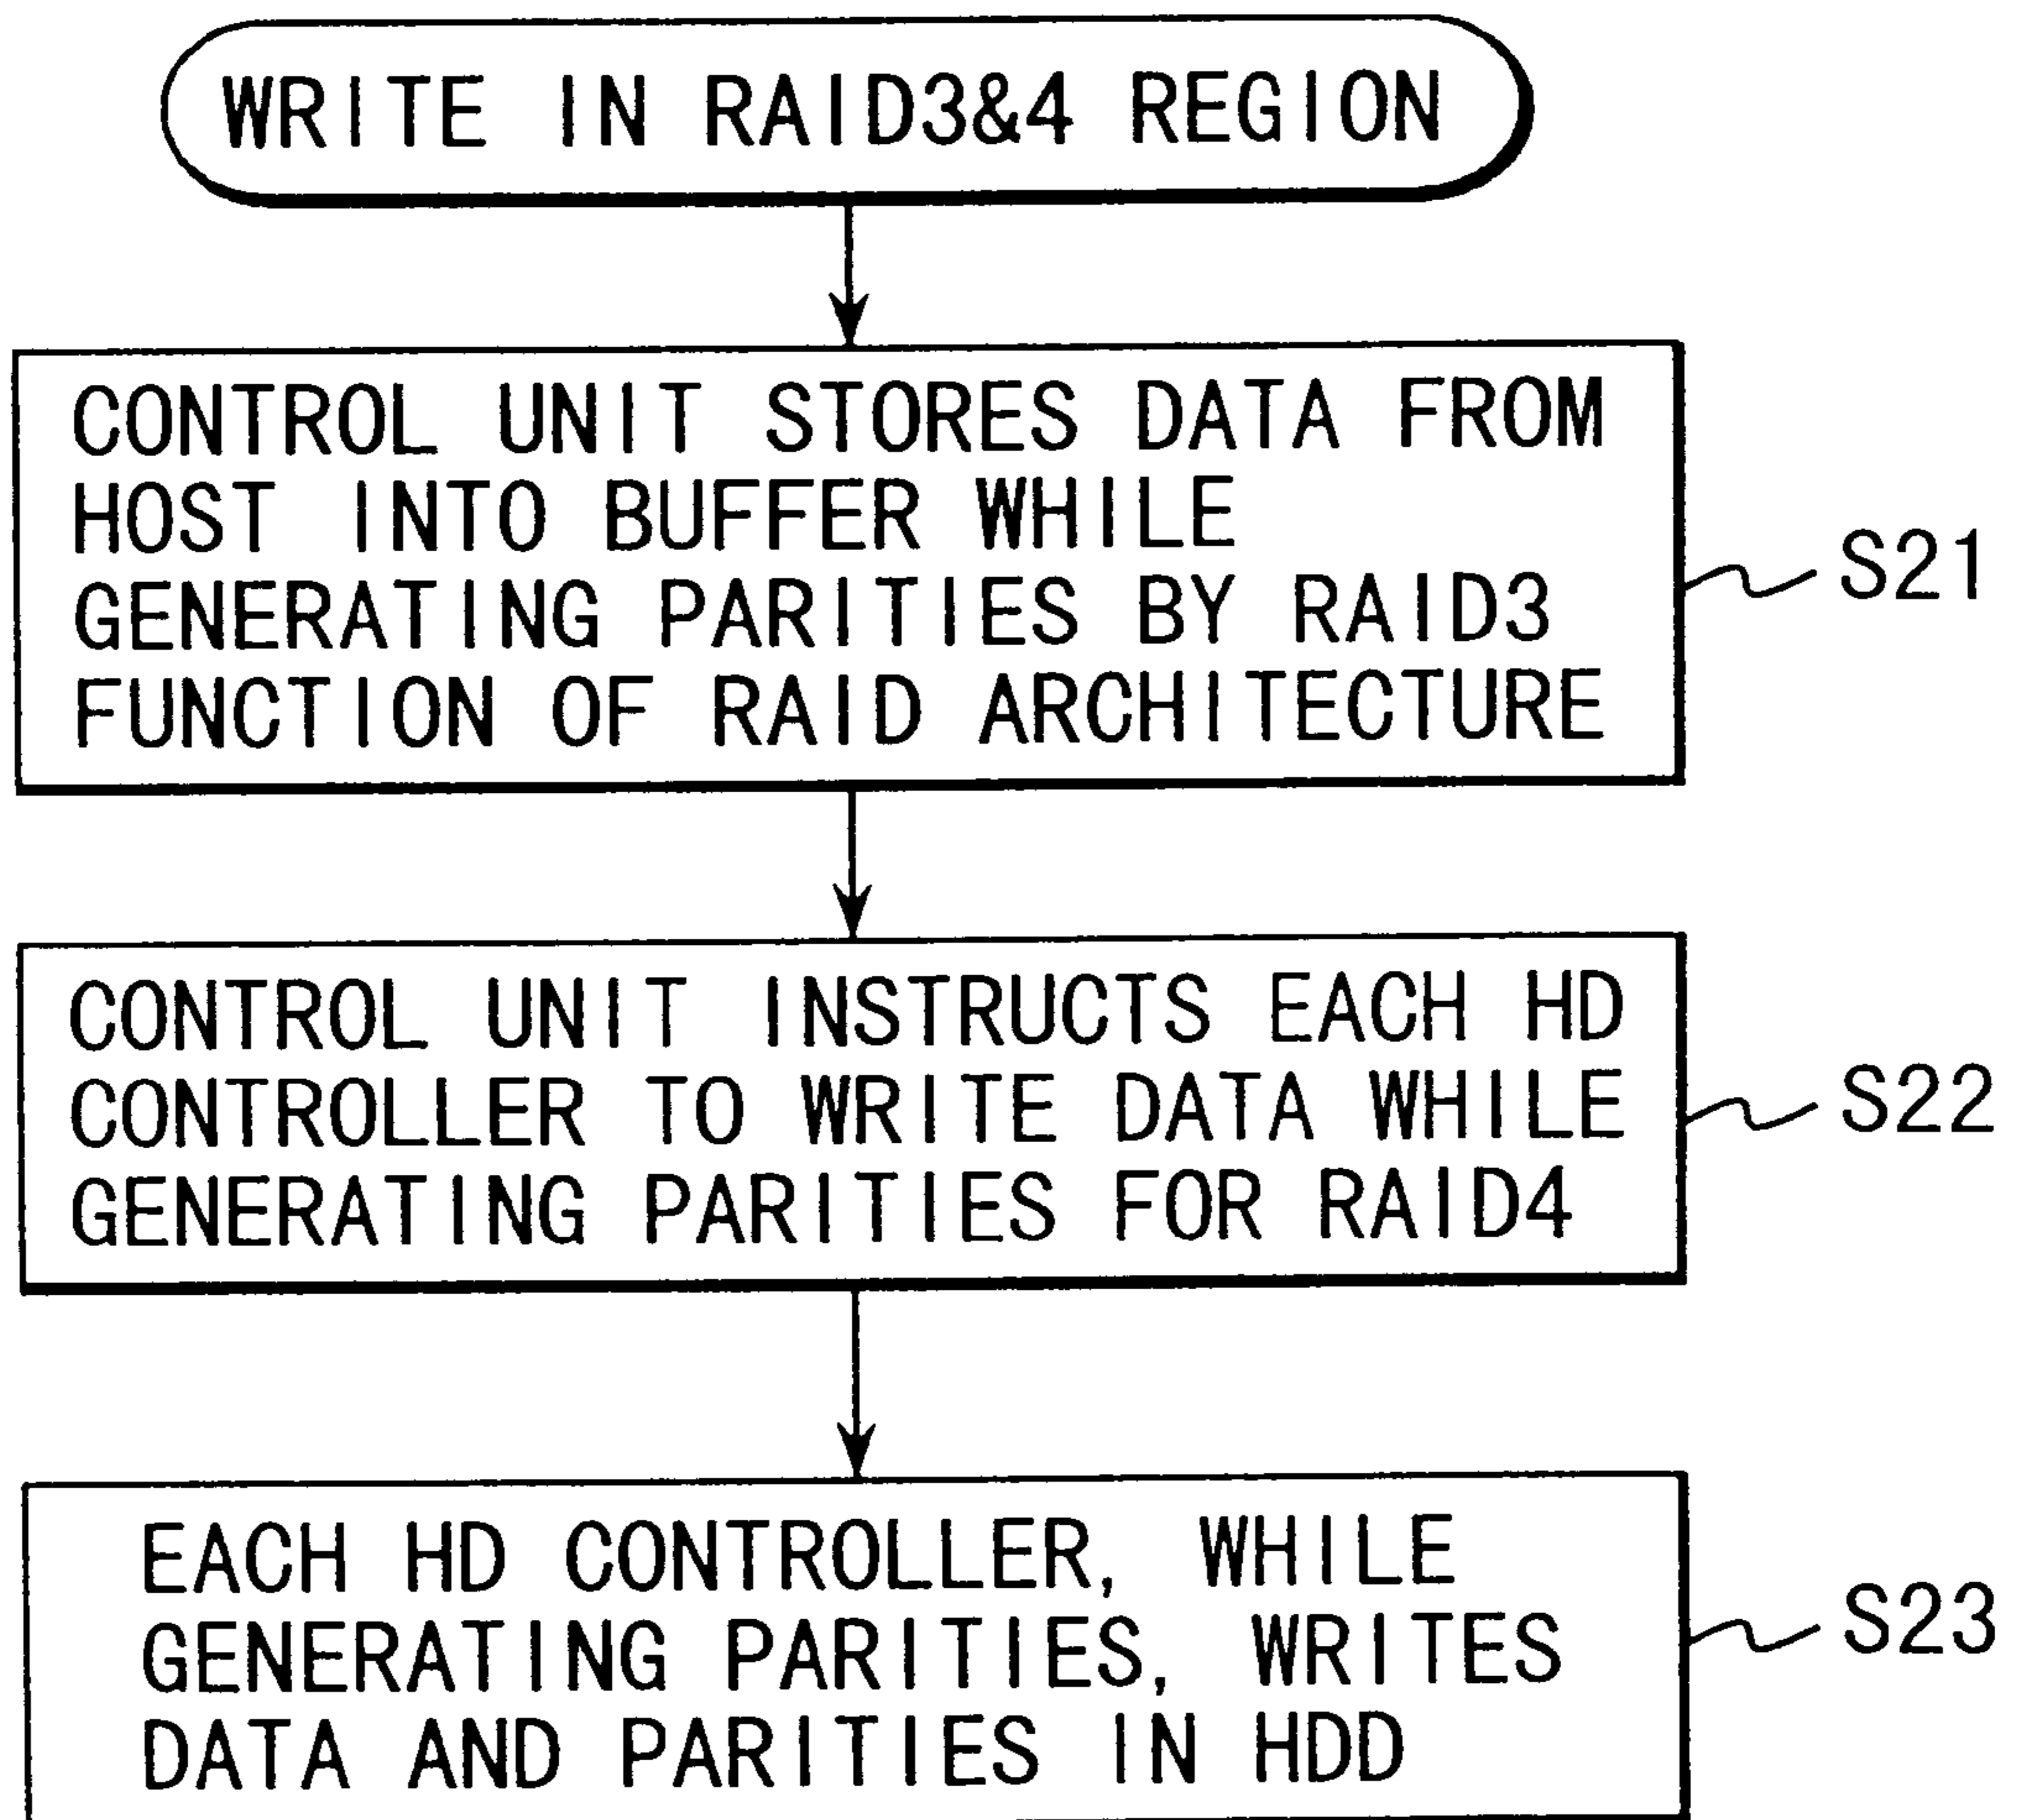 WRITE IN RAID3&4 REGION
CONTROL UNIT STORES DATA FROM
HOST INTO BUFFER WHILE
GENERATING PARITIES BY RAID3
FUNCTION OF RAID ARCHITECTURE
S21
CONTROL UNIT INSTRUCTS EACH HD
CONTROLLER TO WRITE DATA WHILE
GENERATING PARITIES FOR RAID4
S22
EACH HD CONTROLLER, WHILE
GENERATING PARITIES, WRITES
DATA AND PARITIES IN HDD
S23